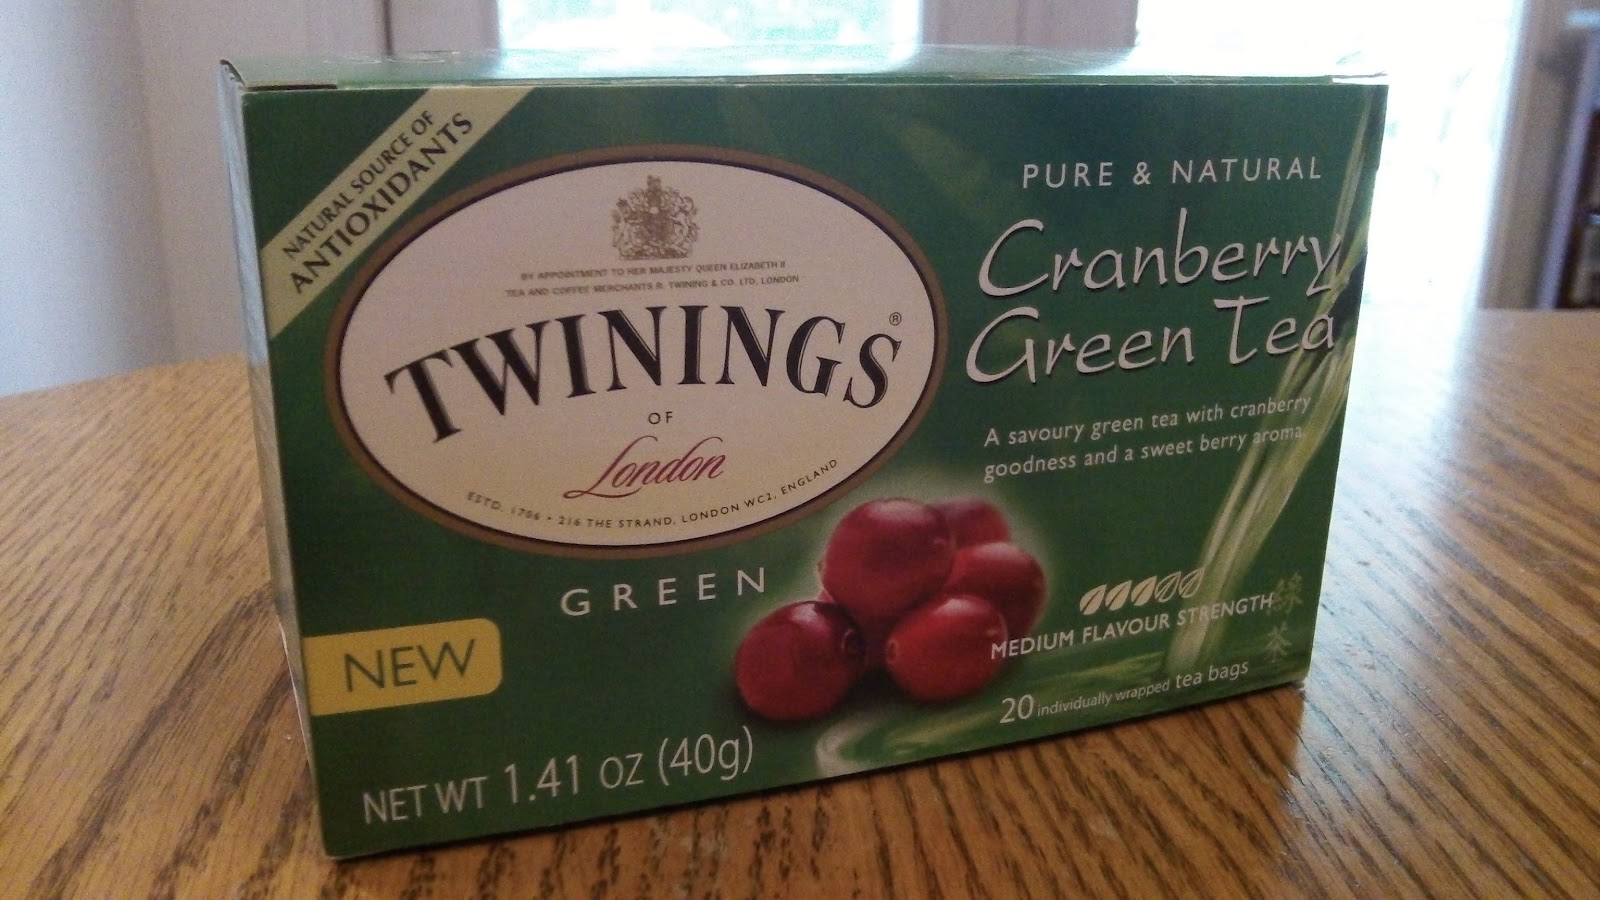 NATURAL SOURCE OF
ANTIOXIDANTS
BY APPOINTMENT TO HER MAJESTY QUEEN ELIZABETH II
TEA AND COFFEE MERCHANTS R. TWINING & CO. LTD, LONDON
TWININGS®
OF
London
ESTD. 1706 • 216 THE STRAND, LONDON WC2, ENGLAND
GREEN
NEW
NET WT 1.41 OZ (40g)
PURE & NATURAL
Cranberry
Green Tea
A savoury green tea with cranberry
goodness and a sweet berry aroma.
MEDIUM FLAVOUR STRENGTH
緑
茶
20 individually wrapped tea bags